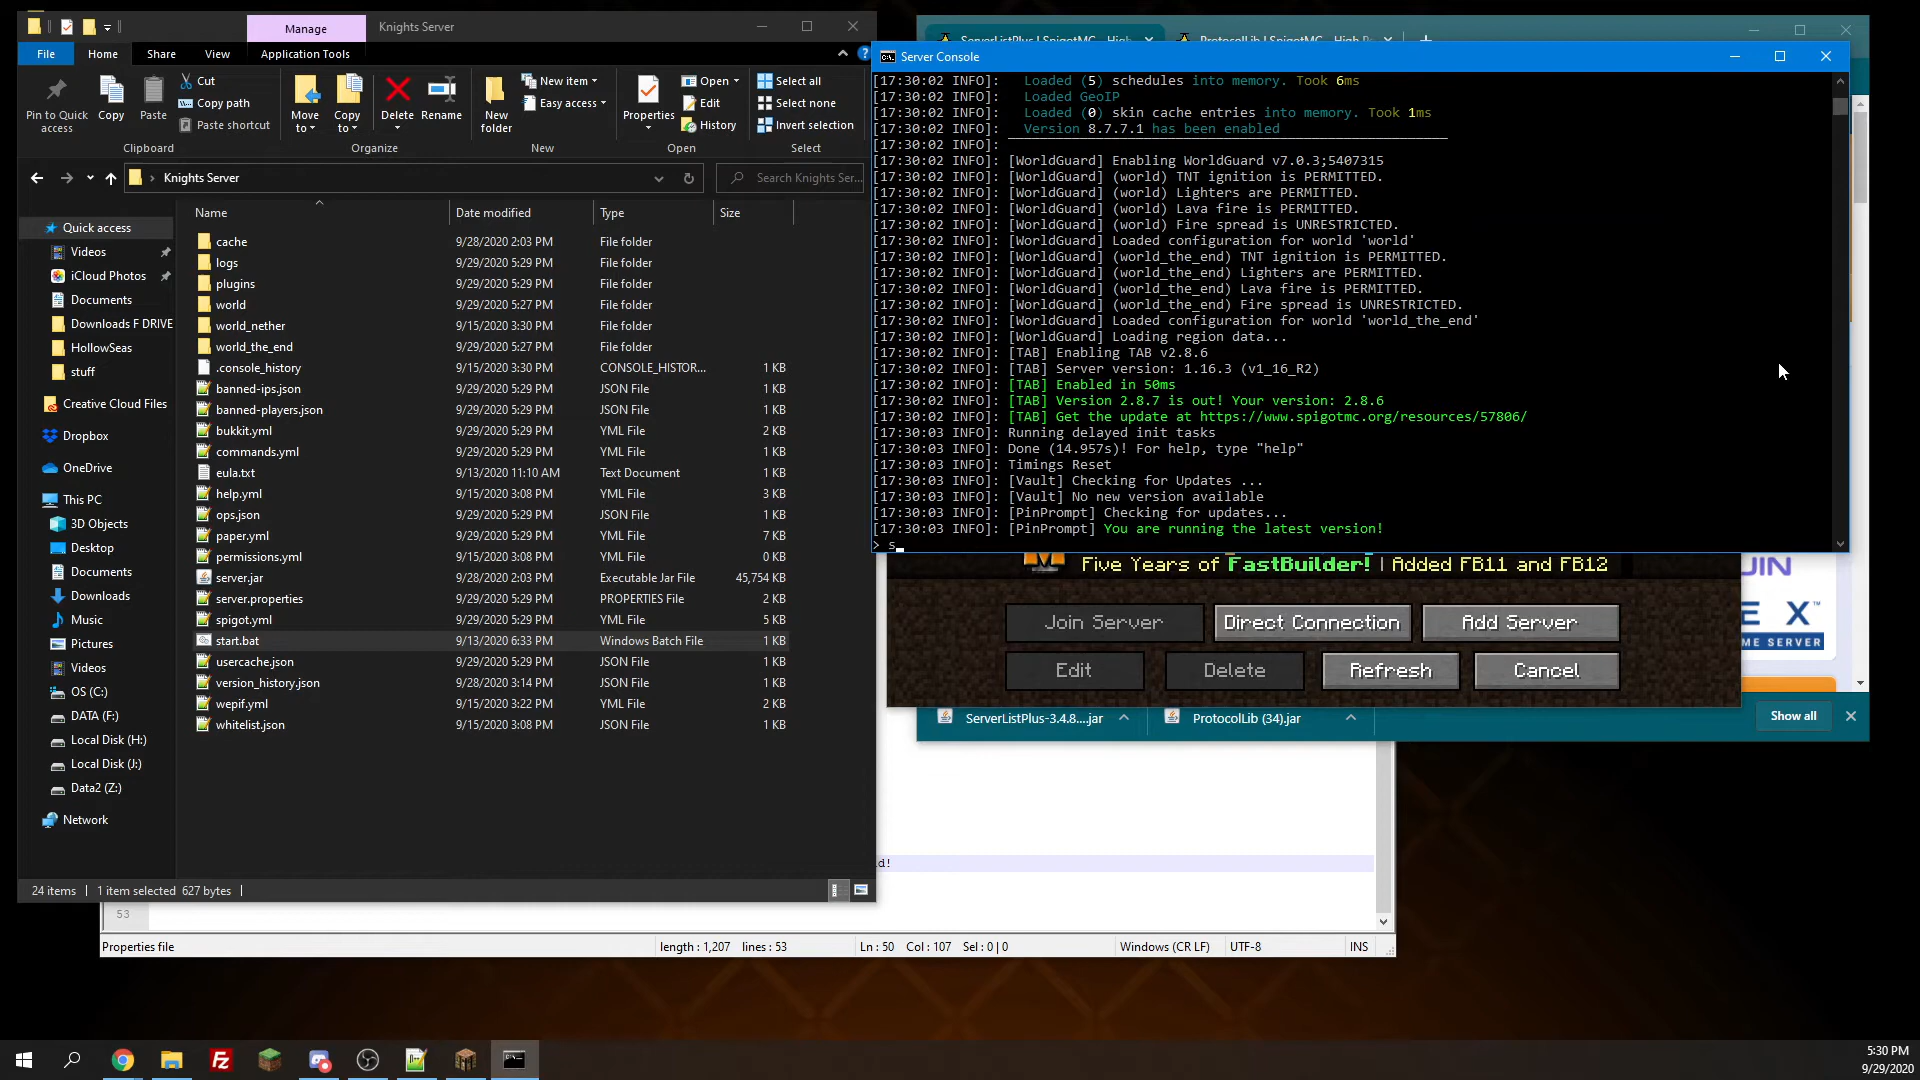 Manage
Knights Server
File
Home
Share
View
Application Tools
Pin to Quick access
Copy
Paste
Cut
Copy path
Paste shortcut
Move to
Copy to
Delete
Rename
New folder
New item
Easy access
Properties
Open
Edit
History
Select all
Select none
Invert selection
Clipboard
Organize
New
Open
Select
Knights Server
Search Knights Ser...
Name
Date modified
Type
Size
Quick access
Videos
iCloud Photos
Documents
Downloads F DRIVE
HollowSeas
stuff
Creative Cloud Files
Dropbox
OneDrive
This PC
3D Objects
Desktop
Documents
Downloads
Music
Pictures
Videos
OS (C:)
DATA (F:)
Local Disk (H:)
Local Disk (J:)
Data2 (Z:)
Network
cache 9/28/2020 2:03 PM File folder
logs 9/29/2020 5:29 PM File folder
plugins 9/29/2020 5:29 PM File folder
world 9/29/2020 5:27 PM File folder
world_nether 9/15/2020 3:30 PM File folder
world_the_end 9/29/2020 5:27 PM File folder
.console_history 9/15/2020 3:30 PM CONSOLE_HISTOR... 1 KB
banned-ips.json 9/29/2020 5:29 PM JSON File 1 KB
banned-players.json 9/29/2020 5:29 PM JSON File 1 KB
bukkit.yml 9/29/2020 5:29 PM YML File 2 KB
commands.yml 9/29/2020 5:29 PM YML File 1 KB
eula.txt 9/13/2020 11:10 AM Text Document 1 KB
help.yml 9/15/2020 3:08 PM YML File 3 KB
ops.json 9/29/2020 5:29 PM JSON File 1 KB
paper.yml 9/29/2020 5:29 PM YML File 7 KB
permissions.yml 9/15/2020 3:08 PM YML File 0 KB
server.jar 9/28/2020 2:03 PM Executable Jar File 45,754 KB
server.properties 9/29/2020 5:29 PM PROPERTIES File 2 KB
spigot.yml 9/29/2020 5:29 PM YML File 5 KB
start.bat 9/13/2020 6:33 PM Windows Batch File 1 KB
usercache.json 9/29/2020 5:29 PM JSON File 1 KB
version_history.json 9/28/2020 3:14 PM JSON File 1 KB
wepif.yml 9/15/2020 3:22 PM YML File 2 KB
whitelist.json 9/15/2020 3:08 PM JSON File 1 KB
24 items
1 item selected 627 bytes
ServerListPlus | SpigotMC - High
ProtocolLib | SpigotMC - High P
Server Console
[17:30:02 INFO]: Loaded (5) schedules into memory. Took 6ms
[17:30:02 INFO]: Loaded GeoIP
[17:30:02 INFO]: Loaded (0) skin cache entries into memory. Took 1ms
[17:30:02 INFO]: Version 8.7.7.1 has been enabled
[17:30:02 INFO]:
[17:30:02 INFO]: [WorldGuard] Enabling WorldGuard v7.0.3;5407315
[17:30:02 INFO]: [WorldGuard] (world) TNT ignition is PERMITTED.
[17:30:02 INFO]: [WorldGuard] (world) Lighters are PERMITTED.
[17:30:02 INFO]: [WorldGuard] (world) Lava fire is PERMITTED.
[17:30:02 INFO]: [WorldGuard] (world) Fire spread is UNRESTRICTED.
[17:30:02 INFO]: [WorldGuard] Loaded configuration for world 'world'
[17:30:02 INFO]: [WorldGuard] (world_the_end) TNT ignition is PERMITTED.
[17:30:02 INFO]: [WorldGuard] (world_the_end) Lighters are PERMITTED.
[17:30:02 INFO]: [WorldGuard] (world_the_end) Lava fire is PERMITTED.
[17:30:02 INFO]: [WorldGuard] (world_the_end) Fire spread is UNRESTRICTED.
[17:30:02 INFO]: [WorldGuard] Loaded configuration for world 'world_the_end'
[17:30:02 INFO]: [WorldGuard] Loading region data...
[17:30:02 INFO]: [TAB] Enabling TAB v2.8.6
[17:30:02 INFO]: [TAB] Server version: 1.16.3 (v1_16_R2)
[17:30:02 INFO]: [TAB] Enabled in 50ms
[17:30:02 INFO]: [TAB] Version 2.8.7 is out! Your version: 2.8.6
[17:30:02 INFO]: [TAB] Get the update at https://www.spigotmc.org/resources/57806/
[17:30:03 INFO]: Running delayed init tasks
[17:30:03 INFO]: Done (14.957s)! For help, type "help"
[17:30:03 INFO]: Timings Reset
[17:30:03 INFO]: [Vault] Checking for Updates ...
[17:30:03 INFO]: [Vault] No new version available
[17:30:03 INFO]: [PinPrompt] Checking for updates...
[17:30:03 INFO]: [PinPrompt] You are running the latest version!
> s
Five Years of FastBuilder! | Added FB11 and FB12
Join Server
Direct Connection
Add Server
Edit
Delete
Refresh
Cancel
E X
ME SERVER
ServerListPlus-3.4.8....jar
ProtocolLib (34).jar
Show all
d!
53
Properties file
length : 1,207 lines : 53
Ln : 50 Col : 107 Sel : 0 | 0
Windows (CR LF)
UTF-8
INS
5:30 PM
9/29/2020